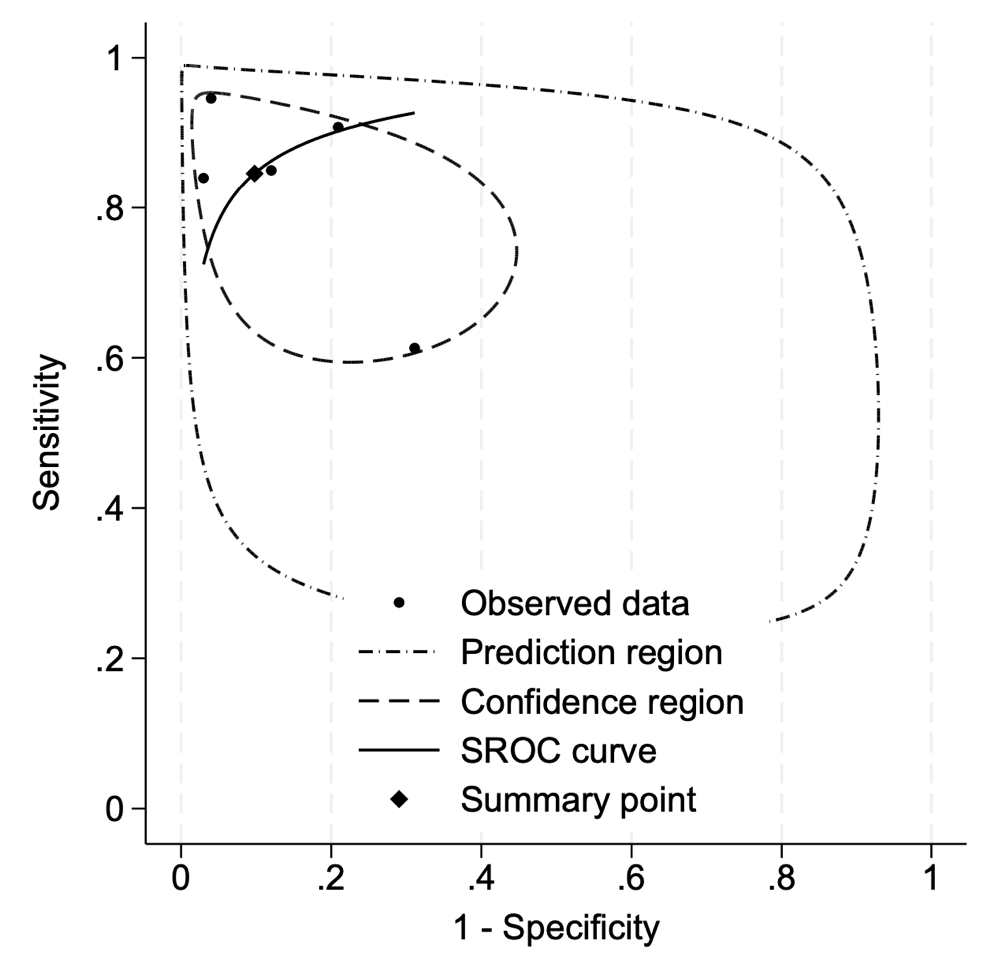 1
.8
.6
.4
.2
0
Sensitivity
Observed data
Prediction region
Confidence region
SROC curve
Summary point
0 .2 .4 .6 .8 1
1 - Specificity